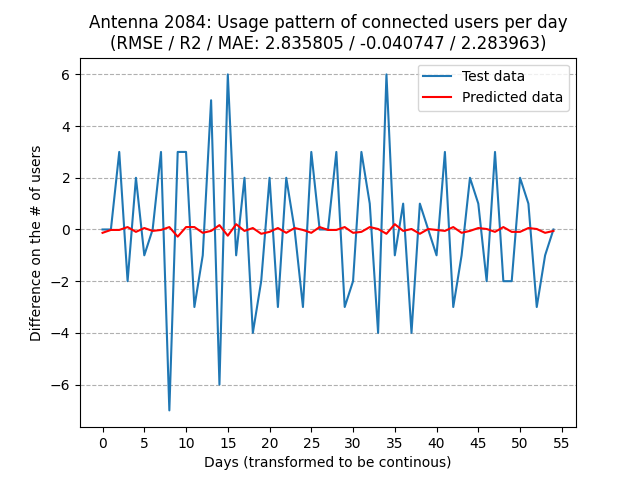 Antenna 2084: Usage pattern of connected users per day
(RMSE / R2 / MAE: 2.835805 / -0.040747 / 2.283963)
Test data
Predicted data
Difference on the # of users
6
4
2
0
−2
−4
−6
0 5 10 15 20 25 30 35 40 45 50 55
Days (transformed to be continous)